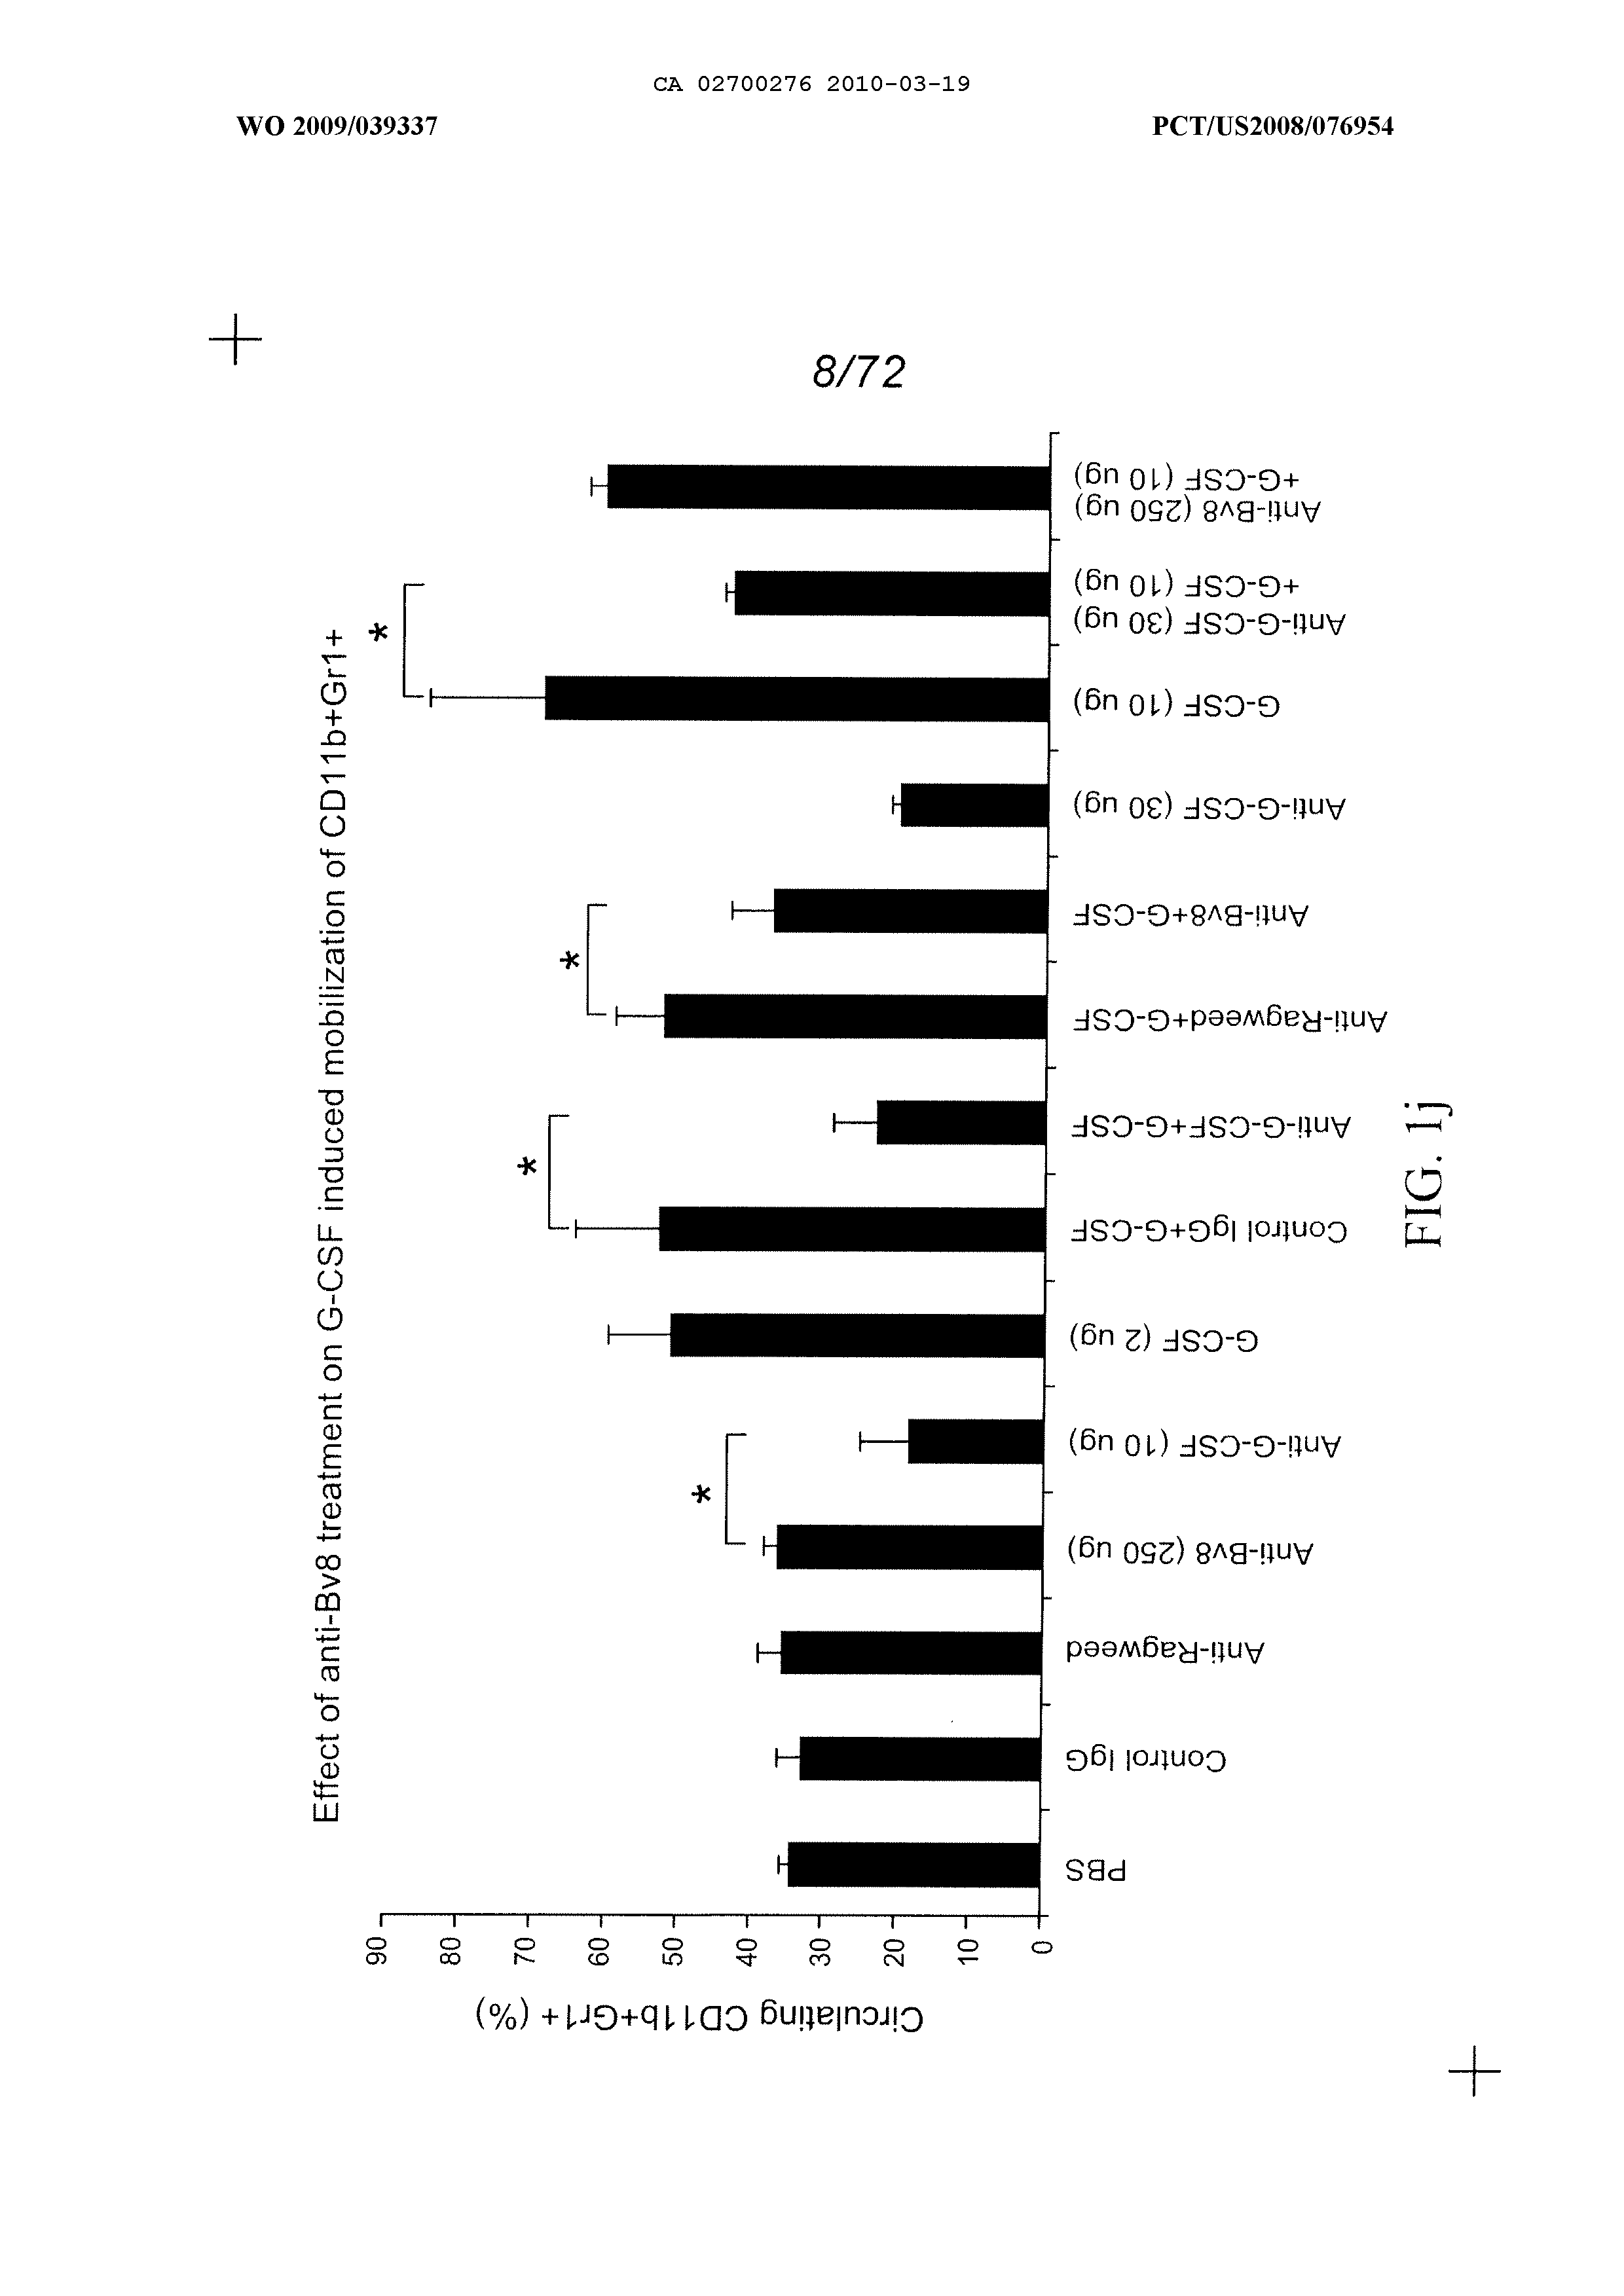 CA 02700276 2010-03-19
WO 2009/039337
PCT/US2008/076954
8/72
Effect of anti-Bv8 treatment on G-CSF induced mobilization of CD11b+Gr1+
Circulating CD11b+Gr1+ (%)
90
80
70
60
50
40
30
20
10
0
PBS
Control IgG
Anti-Ragweed
Anti-Bv8 (250 ug)
Anti-G-CSF (10 ug)
G-CSF (2 ug)
Control IgG+G-CSF
Anti-G-CSF+G-CSF
Anti-Ragweed+G-CSF
Anti-Bv8+G-CSF
Anti-G-CSF (30 ug)
G-CSF (10 ug)
Anti-G-CSF (30 ug)
+G-CSF (10 ug)
Anti-Bv8 (250 ug)
+G-CSF (10 ug)
*
*
*
*
FIG. 1j